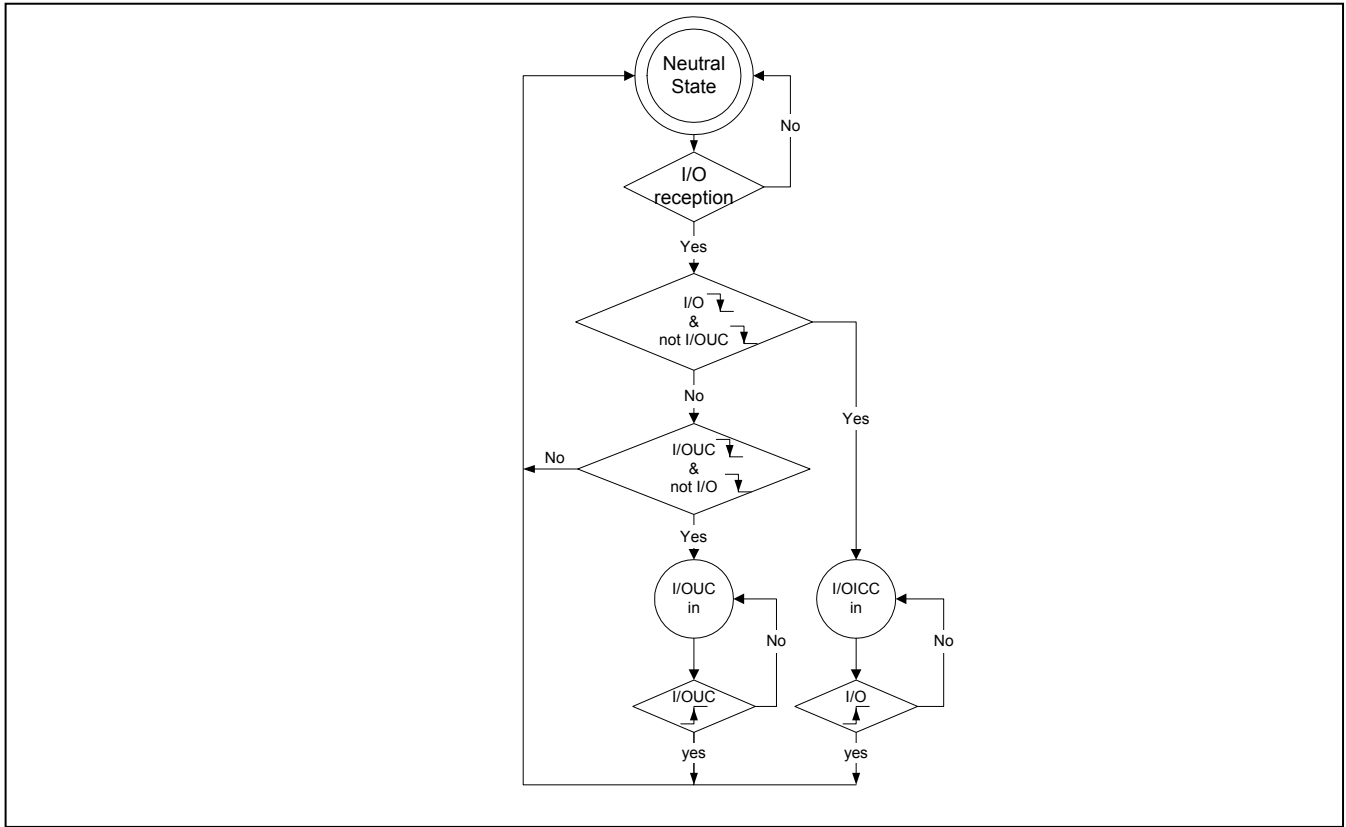 Neutral
State
No
I/O
reception
Yes
I/O
&
not I/OUC
No
Yes
No
I/OUC
&
not I/O
Yes
I/OUC
in
I/OICC
in
No
No
I/OUC
I/O
yes
yes